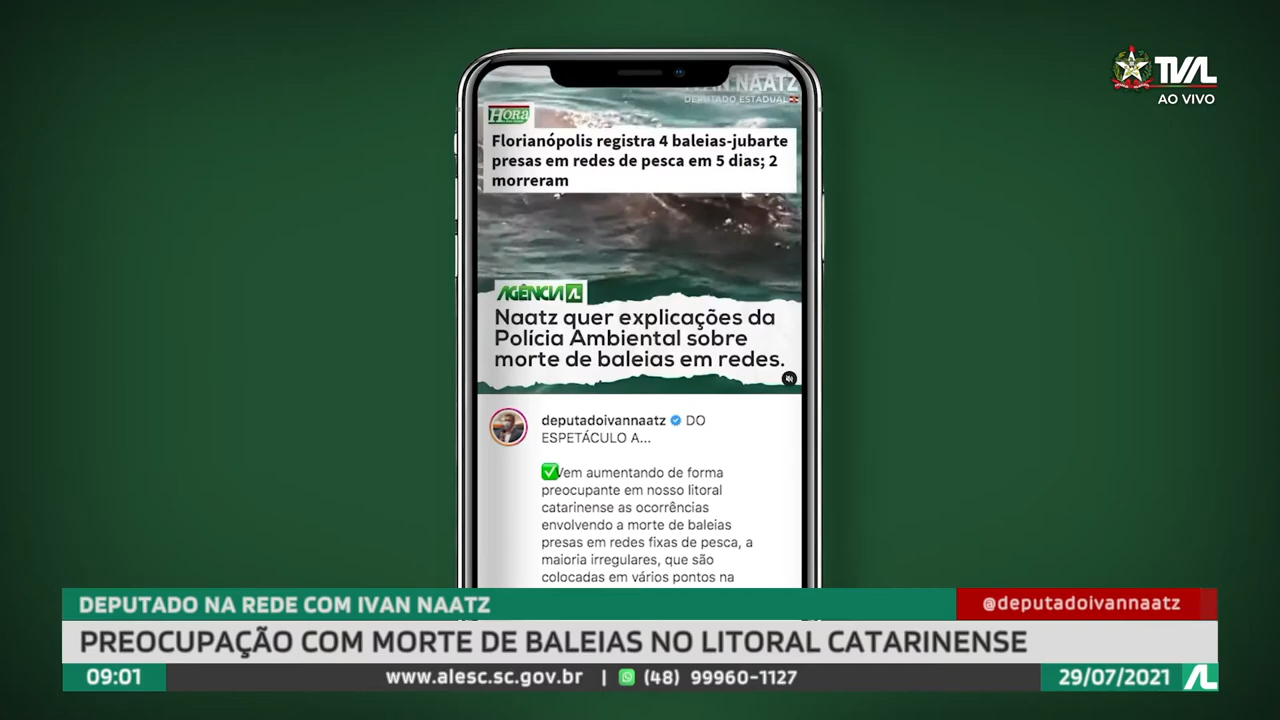 IVAN NAATZ
DEPUTADO ESTADUAL
TVAL
AO VIVO
HORA
Florianópolis registra 4 baleias-jubarte
presas em redes de pesca em 5 dias; 2
morreram
AGÊNCIA AL
Naatz quer explicações da
Polícia Ambiental sobre
morte de baleias em redes.
deputadoivannaatz DO
ESPETÁCULO A...
Vem aumentando de forma
preocupante em nosso litoral
catarinense as ocorrências
envolvendo a morte de baleias
presas em redes fixas de pesca, a
maioria irregulares, que são
colocadas em vários pontos na
DEPUTADO NA REDE COM IVAN NAATZ
@deputadoivannaatz
PREOCUPAÇÃO COM MORTE DE BALEIAS NO LITORAL CATARINENSE
09:01
www.alesc.sc.gov.br | (48) 99960-1127
29/07/2021